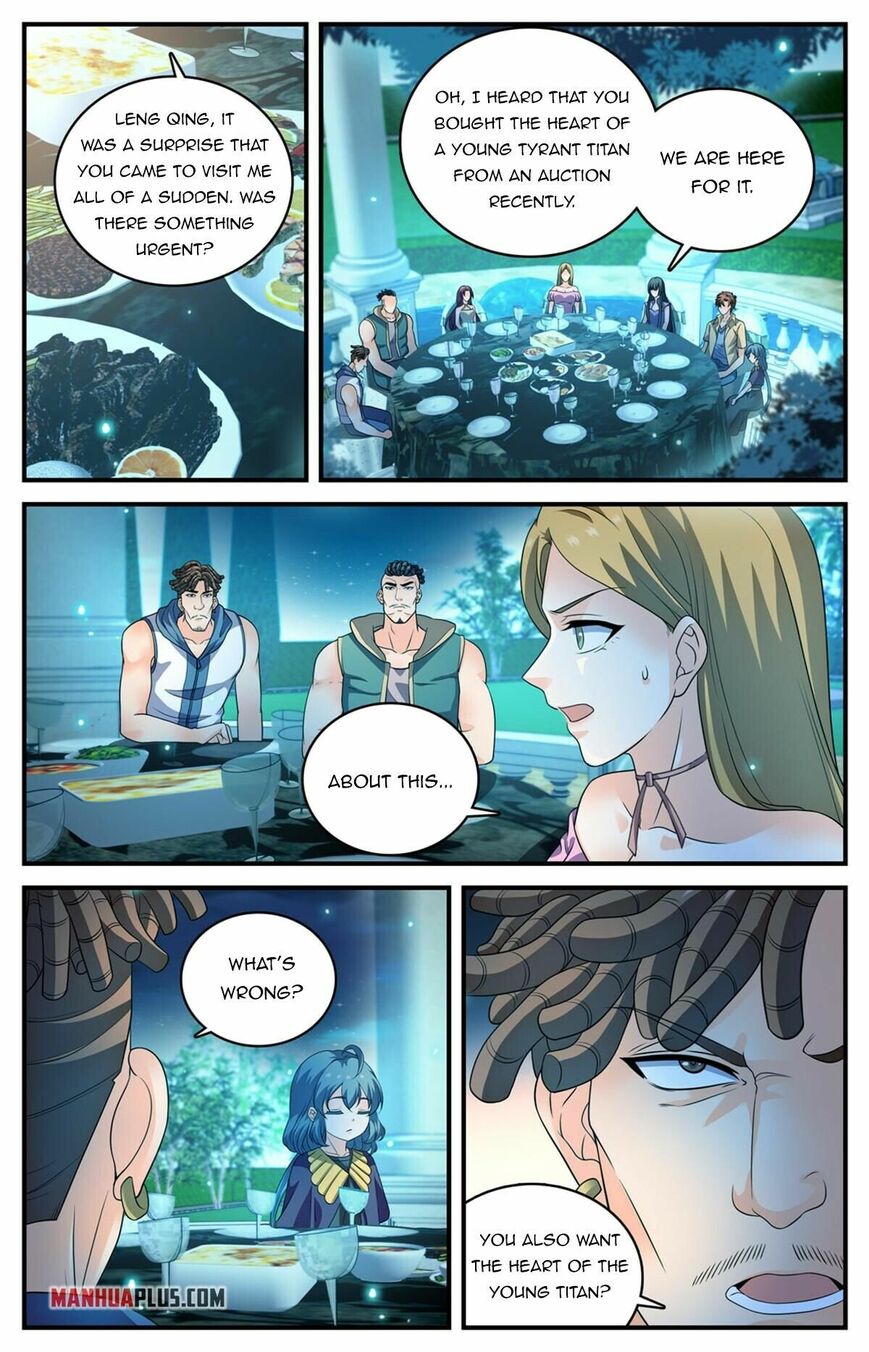 LENG QING, IT
WAS A SURPRISE THAT
YOU CAME TO VISIT ME
ALL OF A SUDDEN. WAS
THERE SOMETHING
URGENT?
OH, I HEARD THAT YOU
BOUGHT THE HEART OF
A YOUNG TYRANT TITAN
FROM AN AUCTION
RECENTLY.
WE ARE HERE
FOR IT.
ABOUT THIS...
WHAT'S
WRONG?
YOU ALSO WANT
THE HEART OF THE
YOUNG TITAN?
MANHUAPLUS.COM